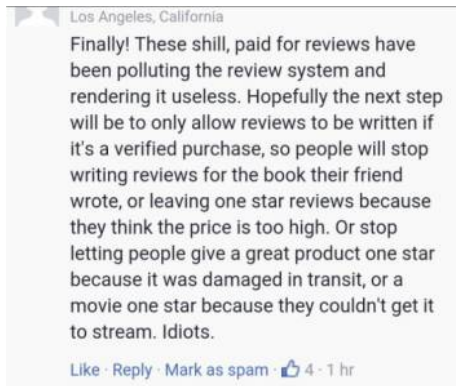 Los Angeles, California
Finally! These shill, paid for reviews have
been polluting the review system and
rendering it useless. Hopefully the next step
will be to only allow reviews to be written if
it's a verified purchase, so people will stop
writing reviews for the book their friend
wrote, or leaving one star reviews because
they think the price is too high. Or stop
letting people give a great product one star
because it was damaged in transit, or a
movie one star because they couldn't get it
to stream. Idiots.
Like · Reply · Mark as spam · 4 · 1 hr